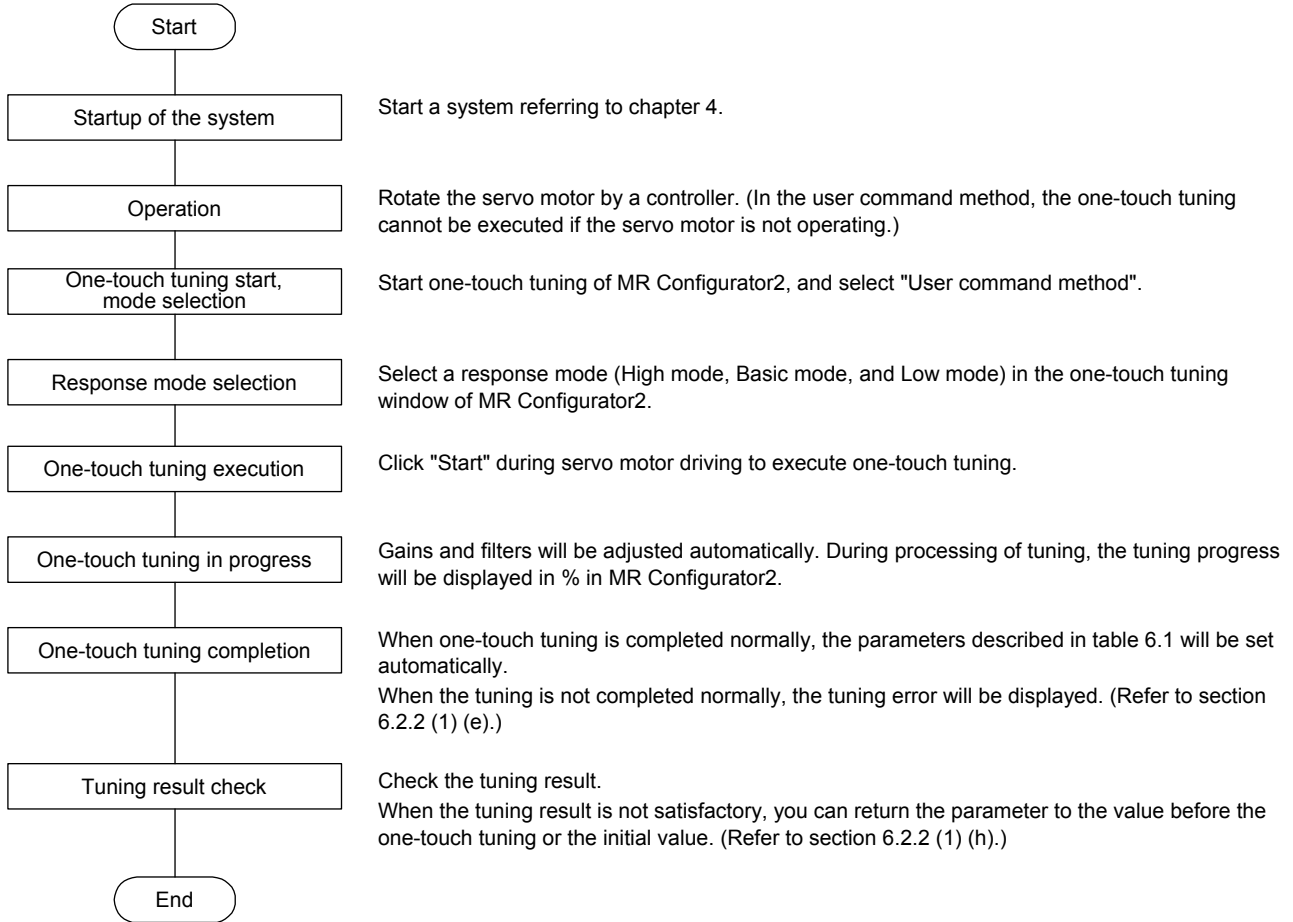 Start
Startup of the system
Start a system referring to chapter 4.
Operation
Rotate the servo motor by a controller. (In the user command method, the one-touch tuning
cannot be executed if the servo motor is not operating.)
One-touch tuning start,
mode selection
Start one-touch tuning of MR Configurator2, and select "User command method".
Response mode selection
Select a response mode (High mode, Basic mode, and Low mode) in the one-touch tuning
window of MR Configurator2.
One-touch tuning execution
Click "Start" during servo motor driving to execute one-touch tuning.
One-touch tuning in progress
Gains and filters will be adjusted automatically. During processing of tuning, the tuning progress
will be displayed in % in MR Configurator2.
One-touch tuning completion
When one-touch tuning is completed normally, the parameters described in table 6.1 will be set
automatically.
When the tuning is not completed normally, the tuning error will be displayed. (Refer to section
6.2.2 (1) (e).)
Tuning result check
Check the tuning result.
When the tuning result is not satisfactory, you can return the parameter to the value before the
one-touch tuning or the initial value. (Refer to section 6.2.2 (1) (h).)
End